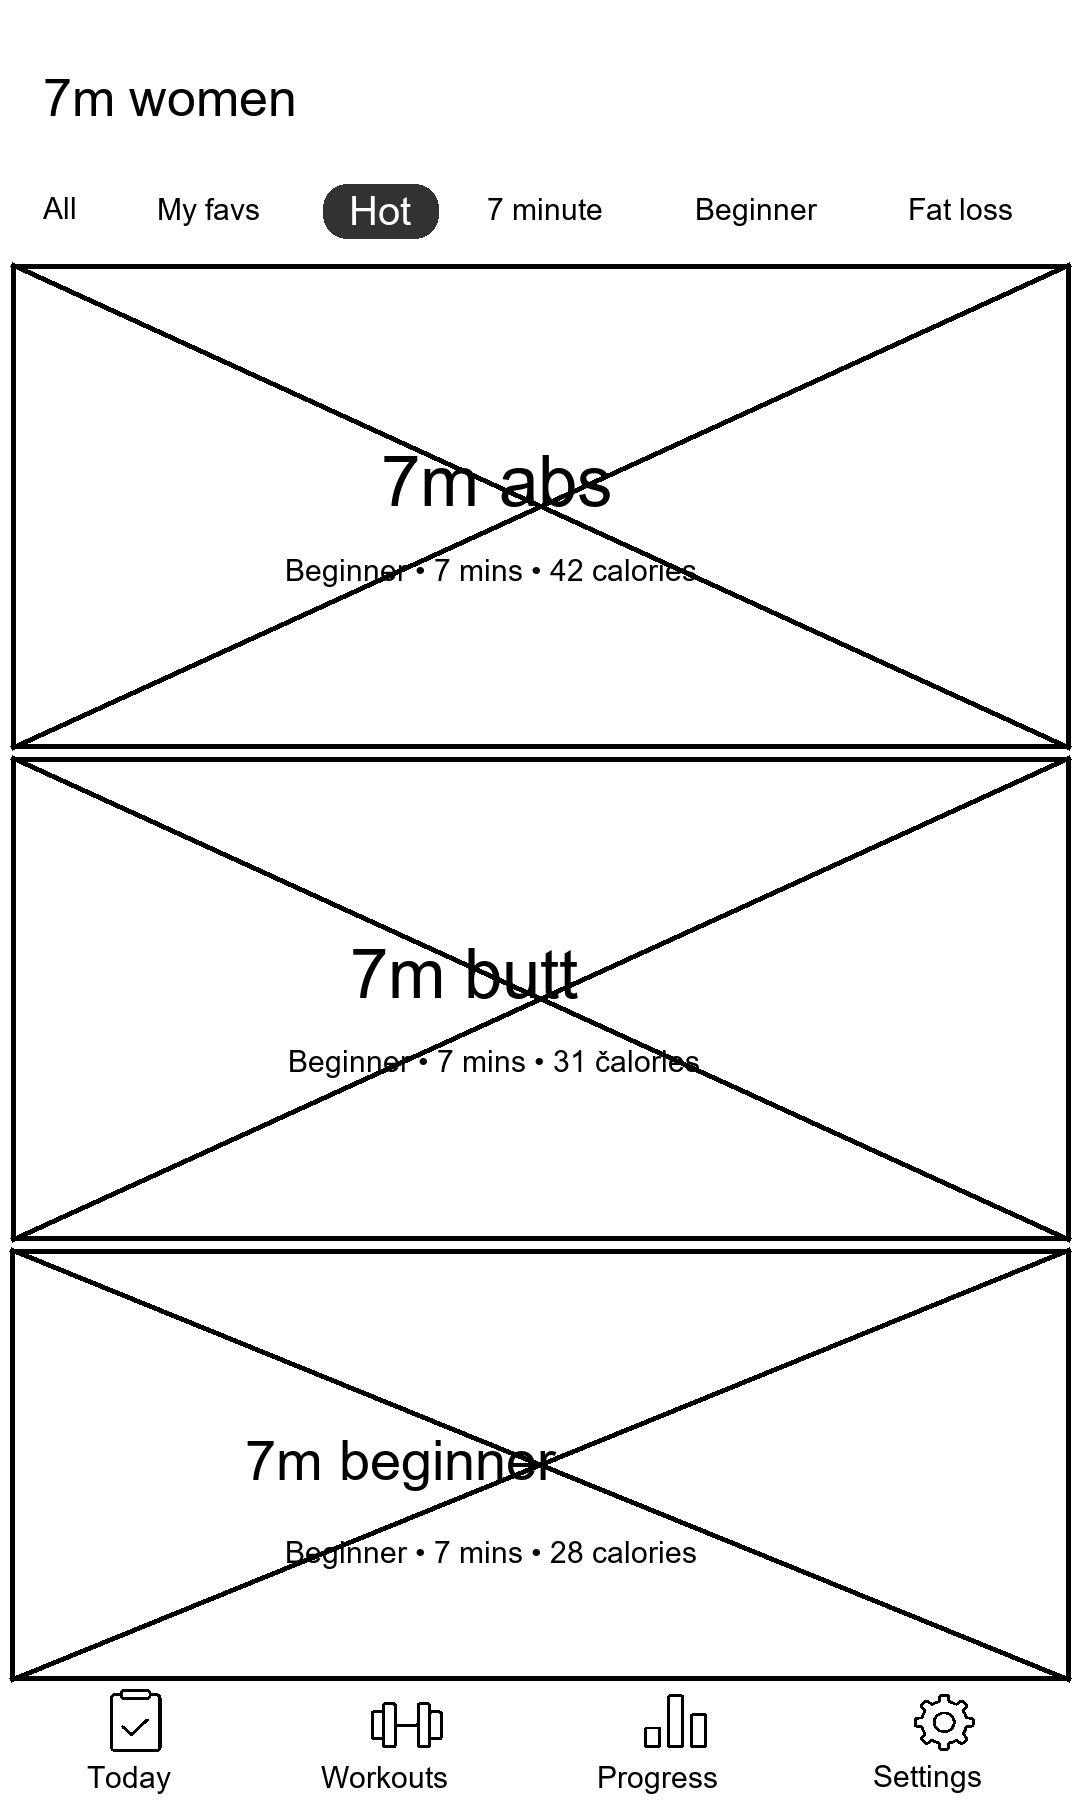 7m women
All My favs Hot 7 minute Beginner Fat loss
7m abs
Beginner • 7 mins • 42 calories
7m butt
Beginner • 7 mins • 31 čalories
7m beginner
Beginner • 7 mins • 28 calories
Today Workouts Progress Settings